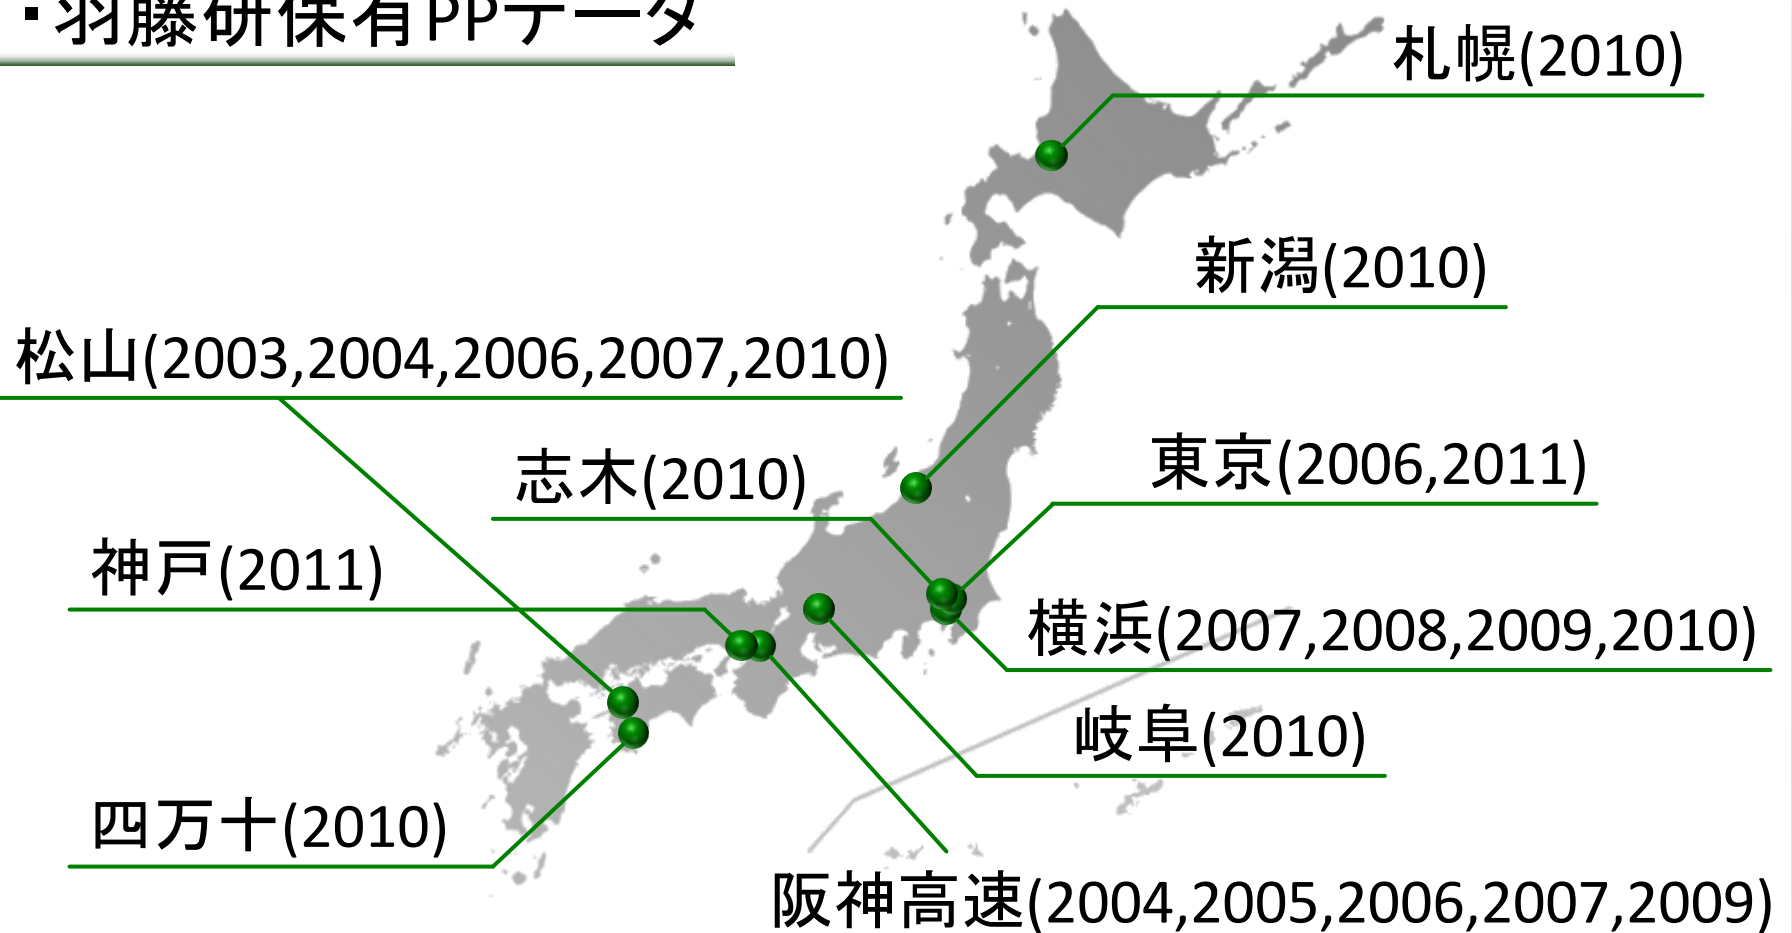 ・羽藤研保有PPデータ
札幌(2010)
新潟(2010)
松山(2003,2004,2006,2007,2010)
志木(2010)
東京(2006,2011)
神戸(2011)
横浜(2007,2008,2009,2010)
岐阜(2010)
四万十(2010)
阪神高速(2004,2005,2006,2007,2009)